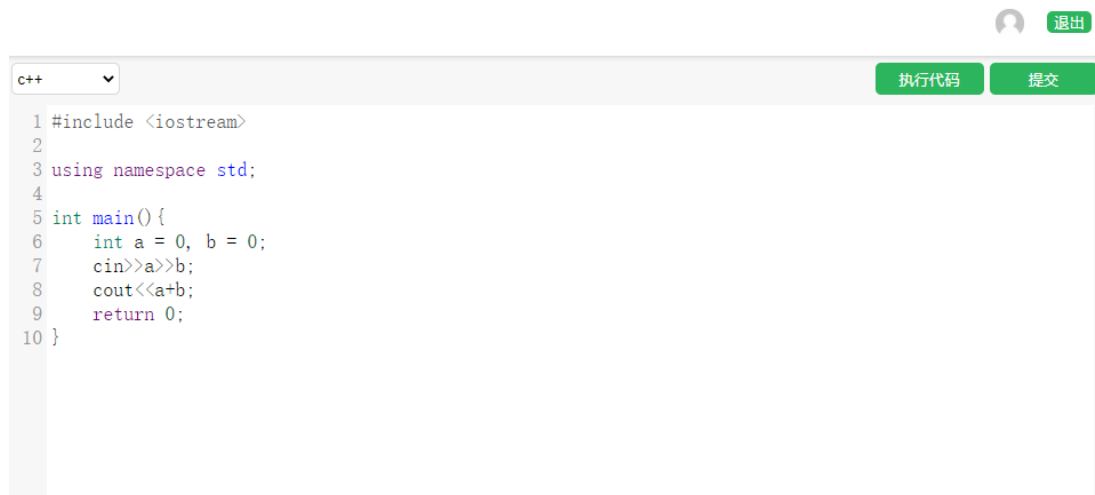 退出
c++
执行代码 提交
1 #include <iostream>
2
3 using namespace std;
4
5 int main(){
6     int a = 0, b = 0;
7     cin>>a>>b;
8     cout<<a+b;
9     return 0;
10 }